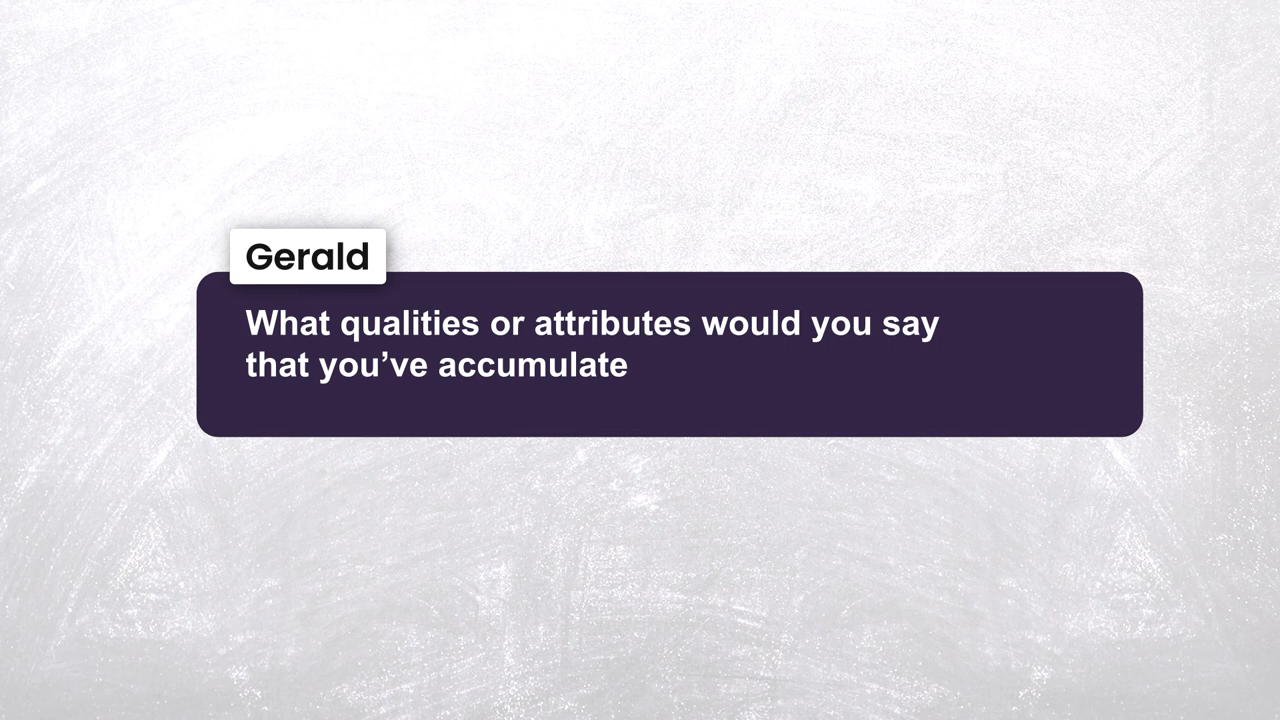 Gerald
What qualities or attributes would you say
that you’ve accumulate